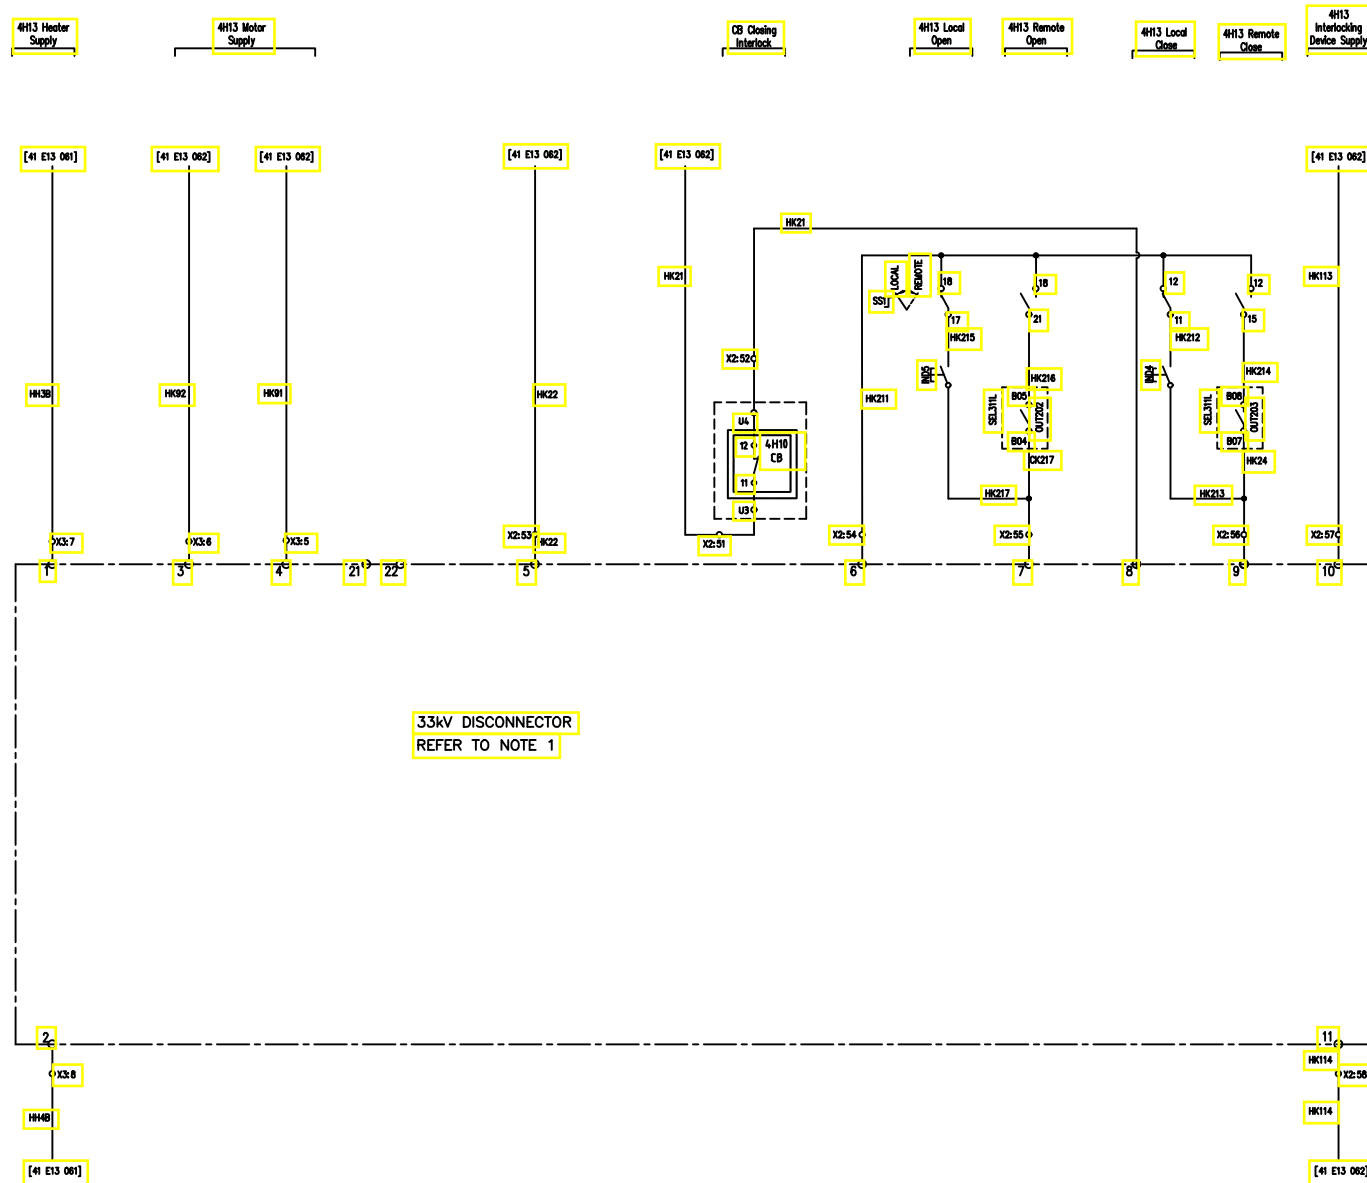 4H13 Heater
Supply
4H13 Motor
Supply
CB Closing
Interlock
4H13 Local
Open
4H13 Remote
Open
4H13 Local
Close
4H13 Remote
Close
4H13
Interlocking
Device Supply
[41 E13 061]
[41 E13 062]
[41 E13 062]
[41 E13 062]
[41 E13 062]
[41 E13 062]
HK21
HK21
LOCAL
REMOTE
SS1
18
18
12
12
HK113
17
21
11
15
HK215
HK212
X2:52
IND5
HK216
IND4
HK214
HH3B
HK92
HK91
HK22
HK211
SEL311L
B05
OUT202
B04
SEL311L
B08
OUT203
B07
U4
12
4H10
CB
11
U3
CK217
HK24
HK217
HK213
X3:7
X3:6
X3:5
X2:53
HK22
X2:51
X2:54
X2:55
X2:56
X2:57
1
3
4
21
22
5
6
7
8
9
10
33kV DISCONNECTOR
REFER TO NOTE 1
2
11
X3:8
HK114
X2:58
HH4B
HK114
[41 E13 061]
[41 E13 062]